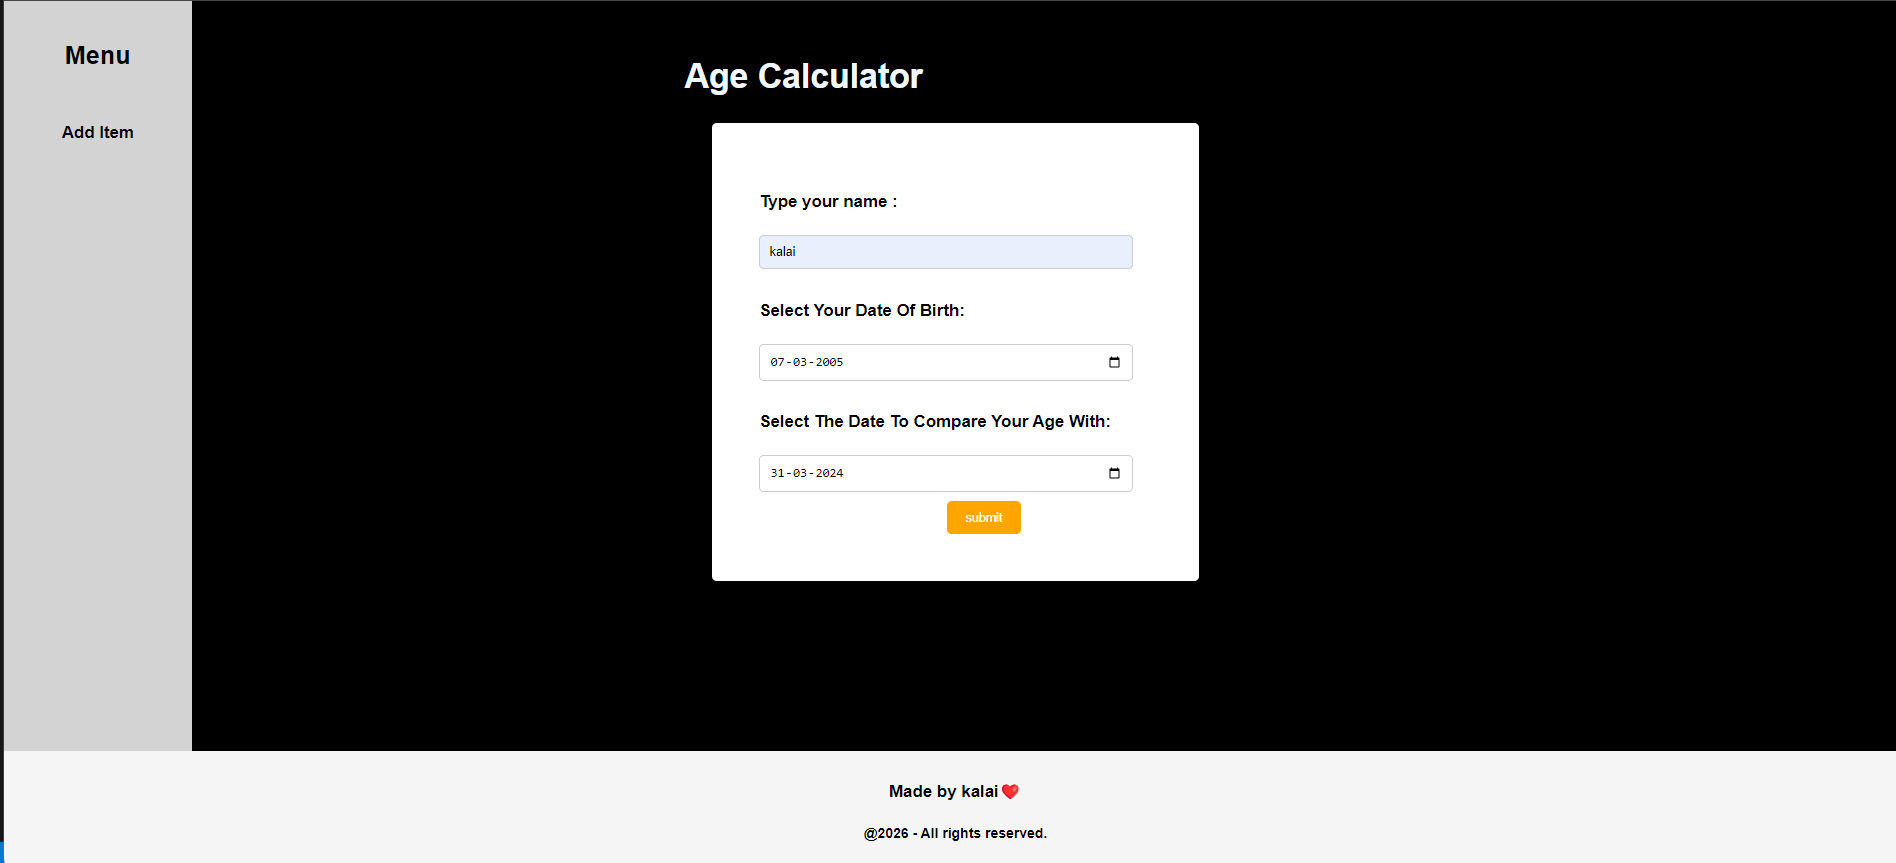 Menu
Add Item
Age Calculator
Type your name :
kalai
Select Your Date Of Birth:
07-03-2005
Select The Date To Compare Your Age With:
31-03-2024
submit
Made by kalai❤️
@2026 - All rights reserved.